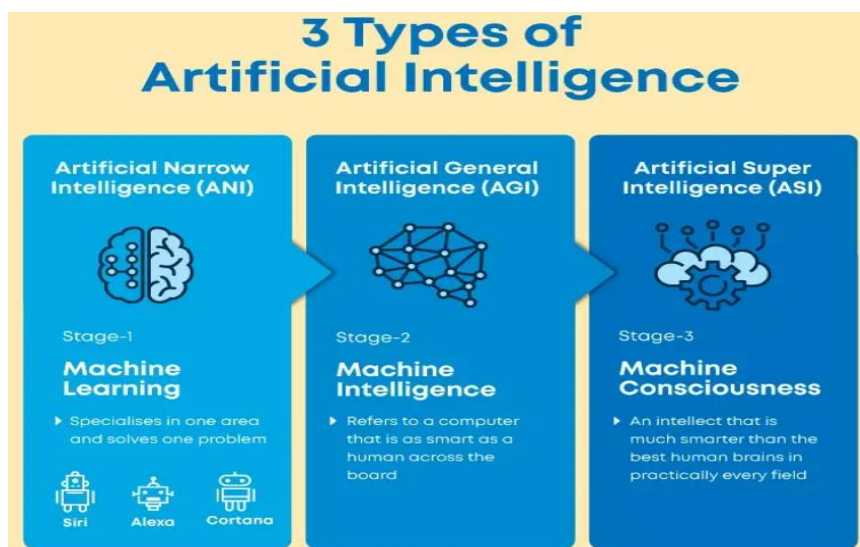 3 Types of
Artificial Intelligence
Artificial Narrow
Intelligence (ANI)
Stage-1
Machine
Learning
Specialises in one area
and solves one problem
Siri
Alexa
Cortana
Artificial General
Intelligence (AGI)
Stage-2
Machine
Intelligence
Refers to a computer
that is as smart as a
human across the
board
Artificial Super
Intelligence (ASI)
Stage-3
Machine
Consciousness
An intellect that is
much smarter than the
best human brains in
practically every field